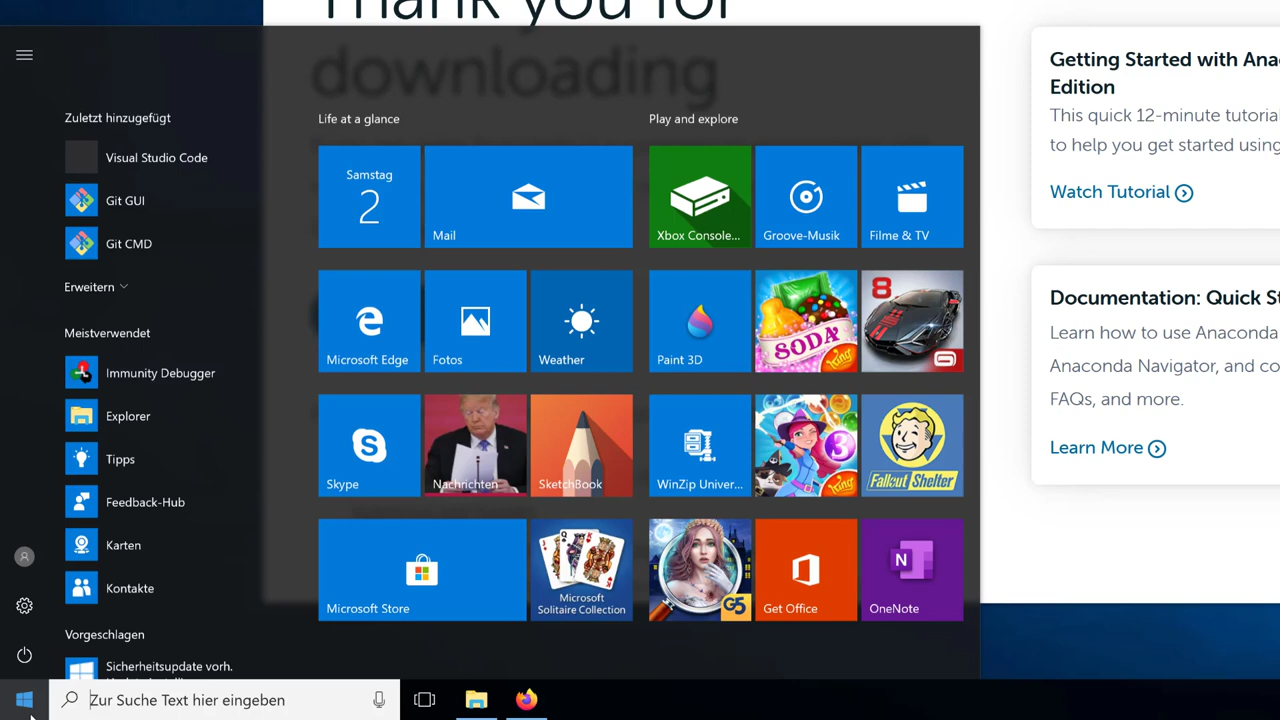 Thank you for
downloading
Zuletzt hinzugefügt
Visual Studio Code
Git GUI
Git CMD
Erweitern
Meistverwendet
Immunity Debugger
Explorer
Tipps
Feedback-Hub
Karten
Kontakte
Vorgeschlagen
Sicherheitsupdate vorh.
Life at a glance
Samstag
2
Mail
Microsoft Edge
Fotos
Weather
Skype
Nachrichten
SketchBook
Microsoft Store
Microsoft
Solitaire Collection
Play and explore
Xbox Console...
Groove-Musik
Filme & TV
Paint 3D
SODA
King
8
WinZip Univer...
3
King
Fallout Shelter
G5
Get Office
N
OneNote
Getting Started with Ana
Edition
This quick 12-minute tutoria
to help you get started using
Watch Tutorial
Documentation: Quick St
Learn how to use Anaconda
Anaconda Navigator, and co
FAQs, and more.
Learn More
Zur Suche Text hier eingeben